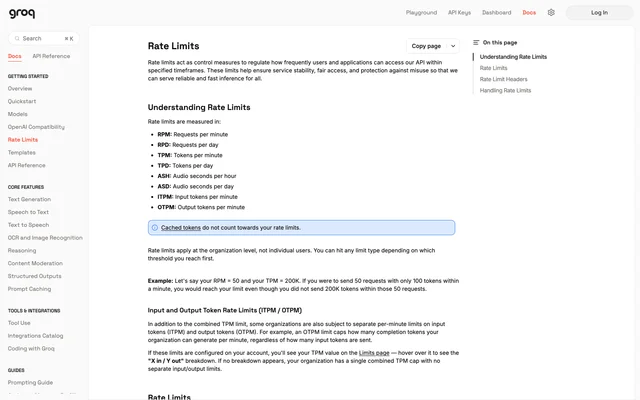 groq
Playground
API Keys
Dashboard
Docs
Log In
Search
⌘ K
Docs
API Reference
GETTING STARTED
Overview
Quickstart
Models
OpenAI Compatibility
Rate Limits
Templates
API Reference
CORE FEATURES
Text Generation
Speech to Text
Text to Speech
OCR and Image Recognition
Reasoning
Content Moderation
Structured Outputs
Prompt Caching
TOOLS & INTEGRATIONS
Tool Use
Integrations Catalog
Coding with Groq
GUIDES
Prompting Guide
Rate Limits
Copy page
Rate limits act as control measures to regulate how frequently users and applications can access our API within
specified timeframes. These limits help ensure service stability, fair access, and protection against misuse so that we
can serve reliable and fast inference for all.
Understanding Rate Limits
Rate limits are measured in:
• RPM: Requests per minute
• RPD: Requests per day
• TPM: Tokens per minute
• TPD: Tokens per day
• ASH: Audio seconds per hour
• ASD: Audio seconds per day
• ITPM: Input tokens per minute
• OTPM: Output tokens per minute
Cached tokens do not count towards your rate limits.
Rate limits apply at the organization level, not individual users. You can hit any limit type depending on which
threshold you reach first.
Example: Let's say your RPM = 50 and your TPM = 200K. If you were to send 50 requests with only 100 tokens within
a minute, you would reach your limit even though you did not send 200K tokens within those 50 requests.
Input and Output Token Rate Limits (ITPM / OTPM)
In addition to the combined TPM limit, some organizations are also subject to separate per-minute limits on input
tokens (ITPM) and output tokens (OTPM). For example, an OTPM limit caps how many completion tokens your
organization can generate per minute, regardless of how many input tokens are sent.
If these limits are configured on your account, you'll see your TPM value on the Limits page — hover over it to see the
"X in / Y out" breakdown. If no breakdown appears, your organization has a single combined TPM cap with no
separate input/output limits.
Rate Limits
On this page
Understanding Rate Limits
Rate Limits
Rate Limit Headers
Handling Rate Limits